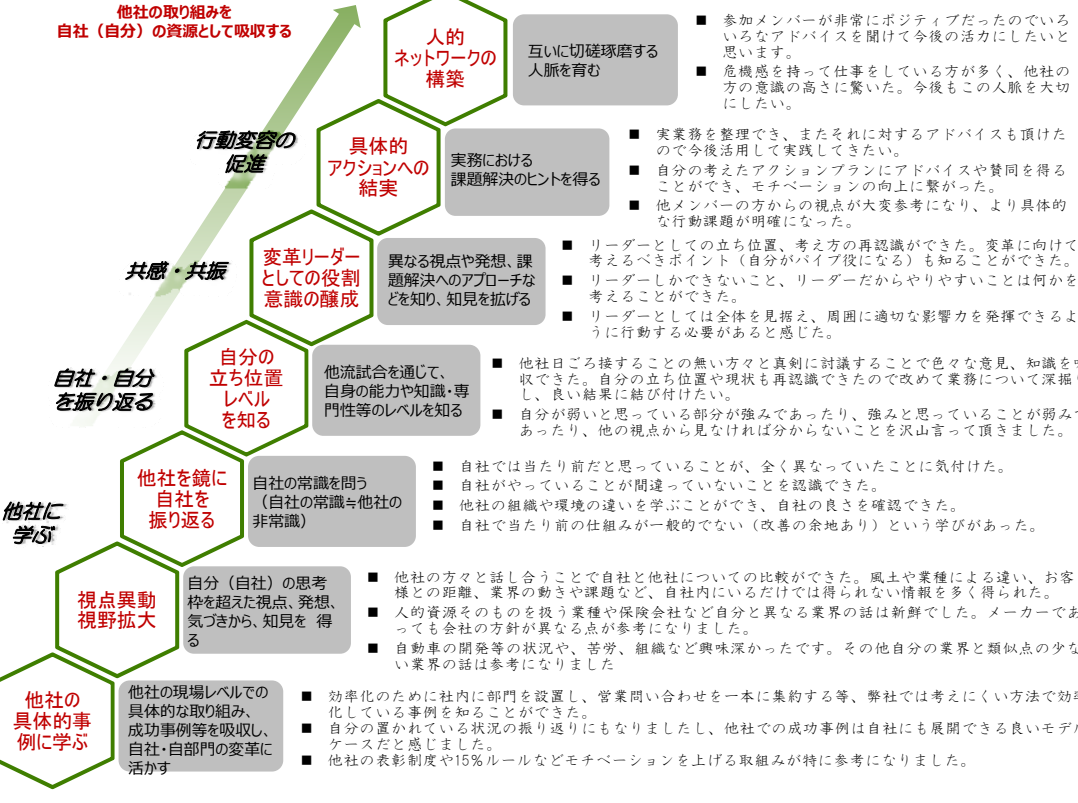 他社の取り組みを
自社（自分）の資源として吸収する
人的
ネットワークの
構築
互いに切磋琢磨する
人脈を育む
■ 参加メンバーが非常にポジティブだったのでいろ
いろなアドバイスを聞けて今後の活力にしたいと
思います。
■ 危機感を持って仕事をしている方が多く、他社の
方の意識の高さに驚いた。今後もこの人脈を大切
にしたい。
行動変容の
促進
具体的
アクションへの
結実
実務における
課題解決のヒントを得る
■ 実業務を整理でき、またそれに対するアドバイスも頂けた
ので今後活用して実践してきたい。
■ 自分の考えたアクションプランにアドバイスや賛同を得る
ことができ、モチベーションの向上に繋がった。
■ 他メンバーの方からの視点が大変参考になり、より具体的
な行動課題が明確になった。
共感・共振
変革リーダー
としての役割
意識の醸成
異なる視点や発想、課
題解決へのアプローチな
どを知り、知見を拡げる
■ リーダーとしての立ち位置、考え方の再認識ができた。変革に向けて
考えるべきポイント（自分がパイプ役になる）も知ることができた。
■ リーダーしかできないこと、リーダーだからやりやすいことは何かを
考えることができた。
■ リーダーとしては全体を見据え、周囲に適切な影響力を発揮できるよ
うに行動する必要があると感じた。
自社・自分
を振り返る
自分の
立ち位置
レベル
を知る
他流試合を通じて、
自身の能力や知識・専
門性等のレベルを知る
■ 他社日ごろ接することの無い方々と真剣に討議することで色々な意見、知識を吸
収できた。自分の立ち位置や現状も再認識できたので改めて業務について深掘り
し、良い結果に結び付けたい。
■ 自分が弱いと思っている部分が強みであったり、強みと思っていることが弱みで
あったり、他の視点から見なければ分からないことを沢山言って頂きました。
他社に
学ぶ
他社を鏡に
自社を
振り返る
自社の常識を問う
（自社の常識≒他社の
非常識）
■ 自社では当たり前だと思っていることが、全く異なっていたことに気付けた。
■ 自社がやっていることが間違っていないことを認識できた。
■ 他社の組織や環境の違いを学ぶことができ、自社の良さを確認できた。
■ 自社で当たり前の仕組みが一般的でない（改善の余地あり）という学びがあった。
視点異動
視野拡大
自分（自社）の思考
枠を超えた視点、発想、
気づきから、知見を 得
る
■ 他社の方々と話し合うことで自社と他社についての比較ができた。風土や業種による違い、お客
様との距離、業界の動きや課題など、自社内にいるだけでは得られない情報を多く得られた。
■ 人的資源そのものを扱う業種や保険会社など自分と異なる業界の話は新鮮でした。メーカーであ
っても会社の方針が異なる点が参考になりました。
■ 自動車の開発等の状況や、苦労、組織など興味深かったです。その他自分の業界と類似点の少な
い業界の話は参考になりました
他社の
具体的事
例に学ぶ
他社の現場レベルでの
具体的な取り組み、
成功事例等を吸収し、
自社・自部門の変革に
活かす
■ 効率化のために社内に部門を設置し、営業問い合わせを一本に集約する等、弊社では考えにくい方法で効率
化している事例を知ることができた。
■ 自分の置かれている状況の振り返りにもなりましたし、他社での成功事例は自社にも展開できる良いモデル
ケースだと感じました。
■ 他社の表彰制度や15%ルールなどモチベーションを上げる取組みが特に参考になりました。